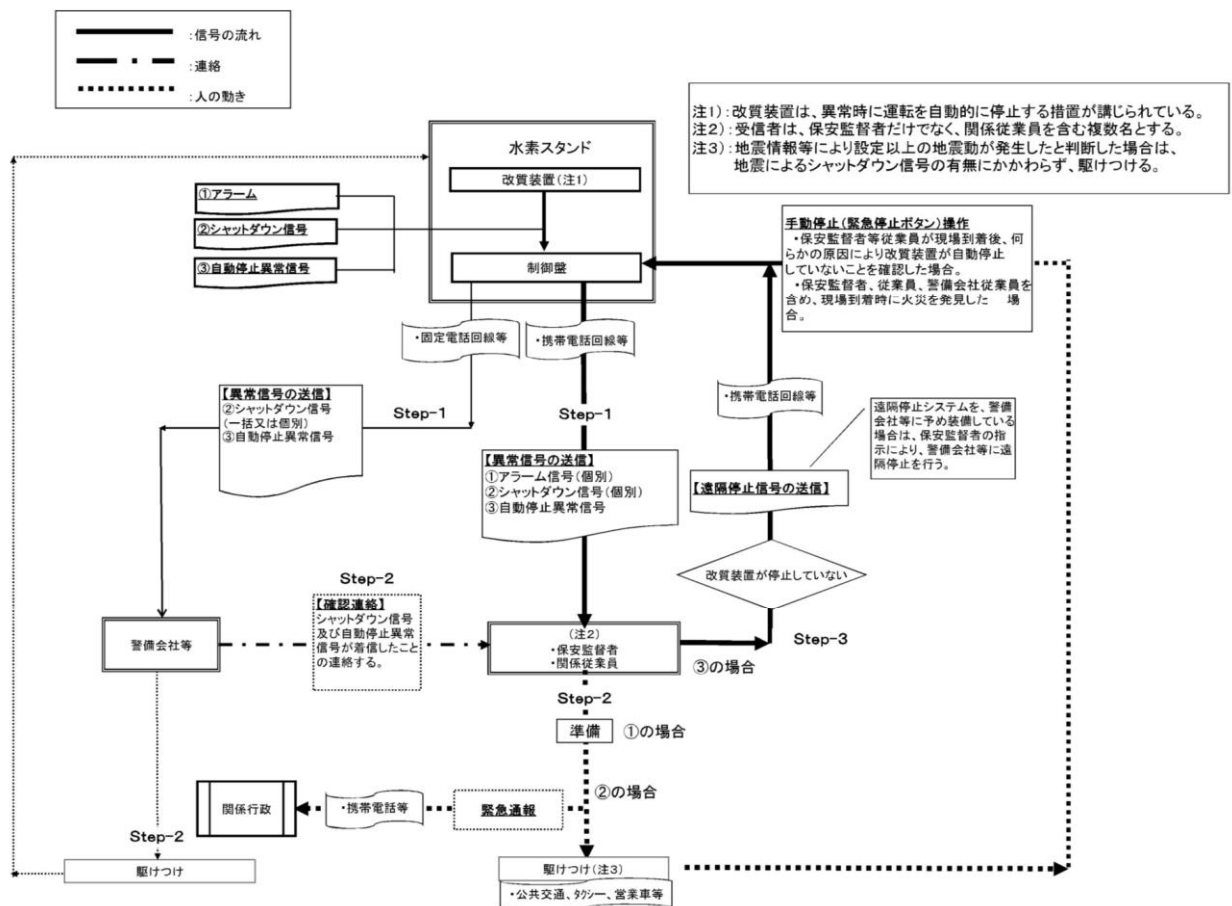 :信号の流れ
:連絡
:人の動き
注1):改質装置は、異常時に運転を自動的に停止する措置が講じられている。
注2):受信者は、保安監督者だけでなく、関係従業員を含む複数名とする。
注3):地震情報等により設定以上の地震動が発生したと判断した場合は、
地震によるシャットダウン信号の有無にかかわらず、駆けつける。
水素スタンド
改質装置(注1)
①アラーム
②シャットダウン信号
③自動停止異常信号
制御盤
手動停止(緊急停止ボタン)操作
・保安監督者等従業員が現場到着後、何
らかの原因により改質装置が自動停止
していないことを確認した場合。
・保安監督者、従業員、警備会社従業員を
含め、現場到着時に火災を発見した 場
合。
・固定電話回線等
・携帯電話回線等
・携帯電話回線等
【異常信号の送信】
②シャットダウン信号
(一括又は個別)
③自動停止異常信号
Step-1
Step-1
【異常信号の送信】
①アラーム信号(個別)
②シャットダウン信号(個別)
③自動停止異常信号
遠隔停止システムを、警備
会社等に予め装備している
場合は、保安監督者の指
示により、警備会社等に遠
隔停止を行う。
【遠隔停止信号の送信】
改質装置が停止していない
Step-2
【確認連絡】
シャットダウン信号
及び自動停止異常
信号が着信したこと
の連絡する。
警備会社等
(注2)
・保安監督者
・関係従業員
Step-3
③の場合
Step-2
準備
①の場合
②の場合
関係行政
・携帯電話等
緊急通報
Step-2
駆けつけ
駆けつけ(注3)
・公共交通、タクシー、営業車等